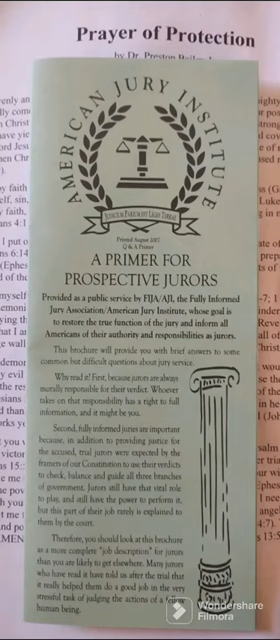 Prayer of Protection
by Dr. Preston
AMERICAN JURY INSTITUTE
JUDICIUM PARIUM EST LEGEM TERRAE
Printed August 2007
Q & A Primer
A PRIMER FOR
PROSPECTIVE JURORS
Provided as a public service by FIJA/AJI, the Fully Informed
Jury Association/American Jury Institute, whose goal is
to restore the true function of the jury and inform all
Americans of their authority and responsibilities as jurors.
This brochure will provide you with brief answers to some
common but difficult questions about jury service.
Why read it? First, because jurors are always
morally responsible for their verdict. Whoever
takes on that responsibility has a right to full
information, and it might be you.
Second, fully informed juries are important
because, in addition to providing justice for
the accused, trial jurors were expected by the
framers of our Constitution to use their verdicts
to check, balance and guide all three branches
of government. Jurors still have that vital role
to play, and still have the power to perform it,
but this part of their job rarely is explained to
them by the court.
Therefore, you should look at this brochure
as a more complete "job description" for jurors
than you are likely to get elsewhere. Many jurors
who have read it have told us after the trial that
it really helped them do a good job in the very
stressful task of judging the actions of a fellow
human being.
Wondershare
Filmora